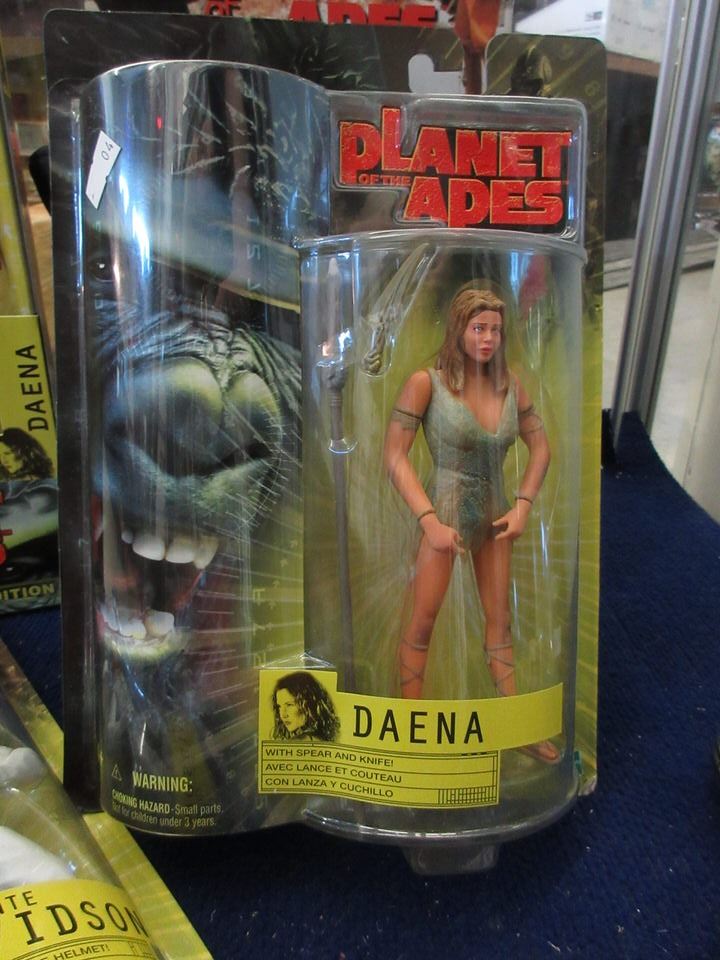 APES
04
PLANET
OF THE
APES
DAENA
ITION
DAENA
WITH SPEAR AND KNIFE!
AVEC LANCE ET COUTEAU
CON LANZA Y CUCHILLO
WARNING:
CHOKING HAZARD-Small parts.
Not for children under 3 years.
TE
IDSON
HELMET!